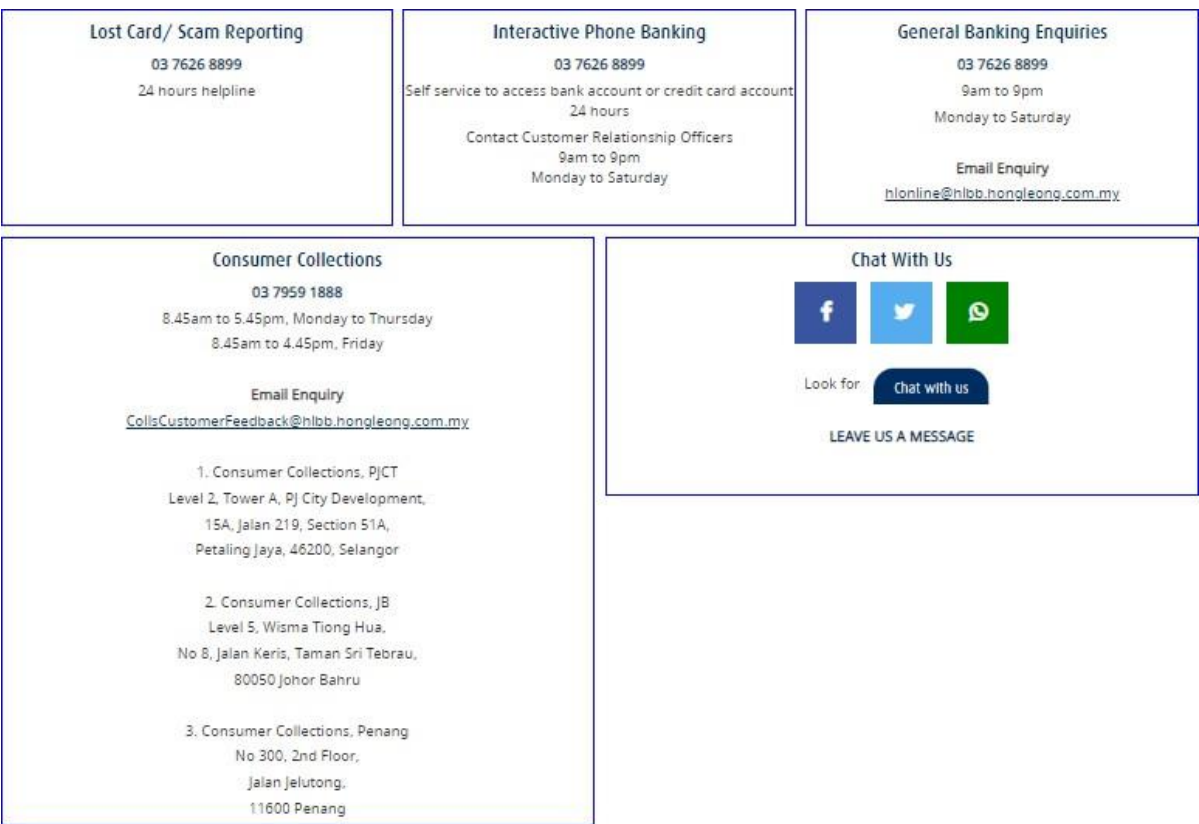 Lost Card/ Scam Reporting
03 7626 8899
24 hours helpline
Interactive Phone Banking
03 7626 8899
Self service to access bank account or credit card account
24 hours
Contact Customer Relationship Officers
9am to 9pm
Monday to Saturday
General Banking Enquiries
03 7626 8899
9am to 9pm
Monday to Saturday
Email Enquiry
hlonline@hlbb.hongleong.com.my
Consumer Collections
03 7959 1888
8.45am to 5.45pm, Monday to Thursday
8.45am to 4.45pm, Friday
Email Enquiry
CollsCustomerFeedback@hlbb.hongleong.com.my
1. Consumer Collections, PJCT
Level 2, Tower A, PJ City Development,
15A, Jalan 219, Section 51A,
Petaling Jaya, 46200, Selangor
2. Consumer Collections, JB
Level 5, Wisma Tiong Hua,
No 8, Jalan Keris, Taman Sri Tebrau,
80050 Johor Bahru
3. Consumer Collections, Penang
No 300, 2nd Floor,
Jalan Jelutong,
11600 Penang
Chat With Us
Look for Chat with us
LEAVE US A MESSAGE